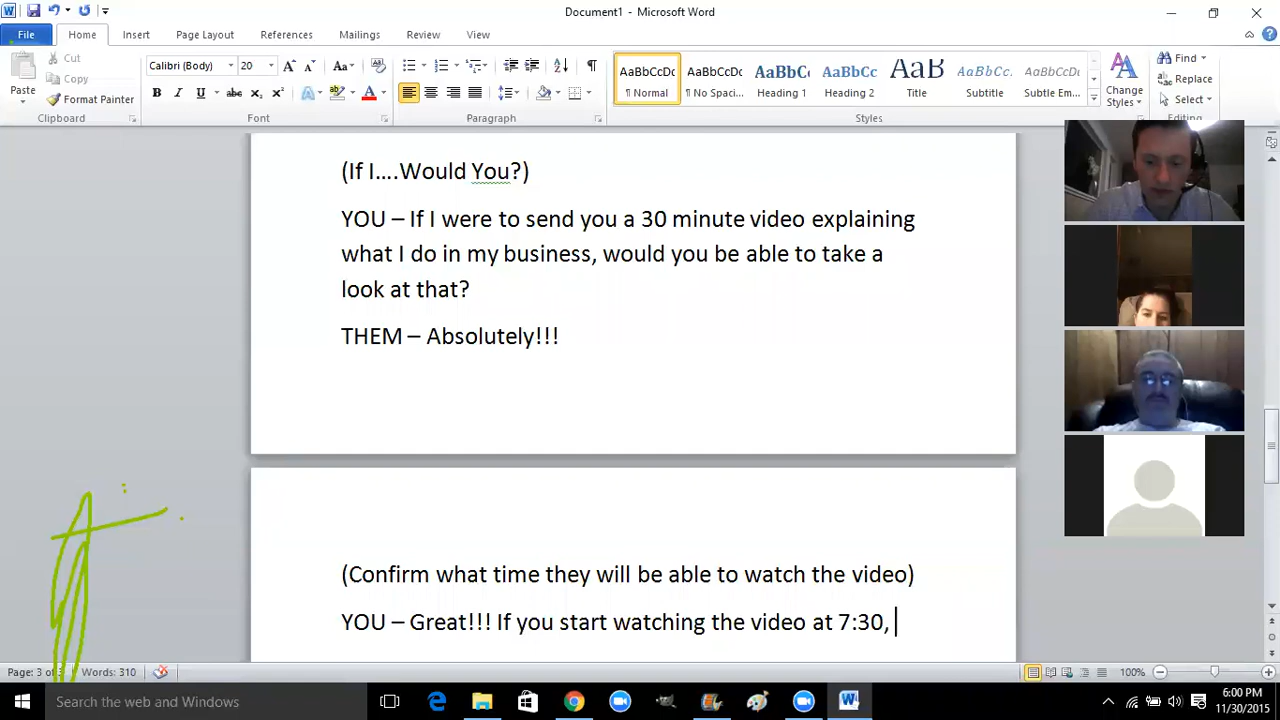 Document1 - Microsoft Word
File Home Insert Page Layout References Mailings Review View
Paste
Cut
Copy
Format Painter
Clipboard
Calibri (Body) 20
Font
Paragraph
AaBbCcDc AaBbCcDc AaBbCc AaBbCc AaB AaBbCcDc AaBbCcDc
¶ Normal ¶ No Spaci... Heading 1 Heading 2 Title Subtitle Subtle Em...
Styles
Change
Styles
Find
Replace
Select
Editing
(If I....Would You?)
YOU – If I were to send you a 30 minute video explaining
what I do in my business, would you be able to take a
look at that?
THEM – Absolutely!!!
(Confirm what time they will be able to watch the video)
YOU – Great!!! If you start watching the video at 7:30,
Words: 310
100%
Search the web and Windows
6:00 PM
11/30/2015